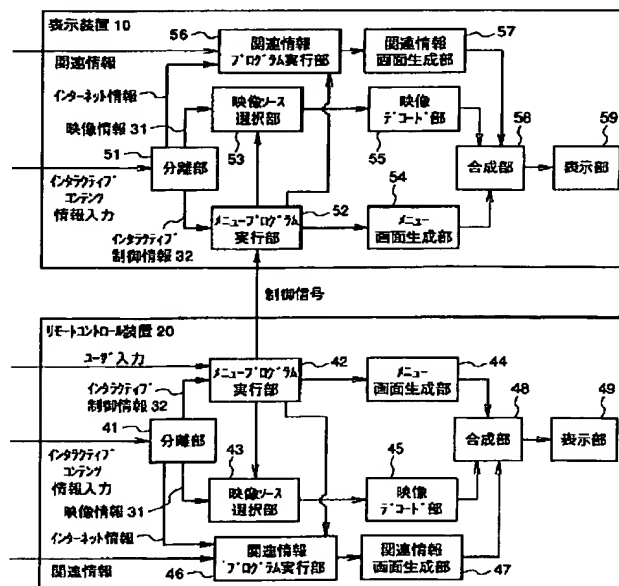 表示装置 10
56
関連情報
プログラム実行部
関連情報
画面生成部
57
関連情報
インターネット情報
映像情報 31
映像ソース
選択部
53
映像
デコード部
55
58
59
51
分離部
合成部
表示部
インタラクティブ
コンテンツ
情報入力
インタラクティブ
制御情報 32
メニュープログラム
実行部
52
54
メニュー
画面生成部
制御信号
リモートコントロール装置 20
ユーザ入力
メニュープログラム
実行部
42
メニュー
画面生成部
44
インタラクティブ
制御情報 32
41
分離部
48
49
合成部
表示部
インタラクティブ
コンテンツ
情報入力
43
映像ソース
選択部
45
映像
デコード部
映像情報 31
インターネット情報
関連情報
46
関連情報
プログラム実行部
関連情報
画面生成部
47